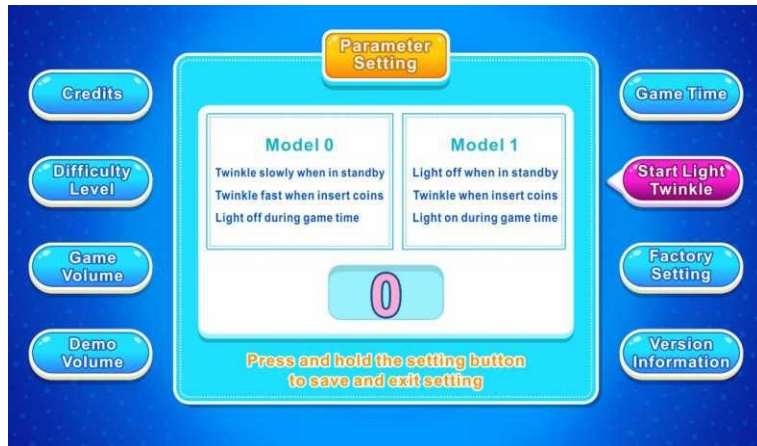 Parameter
Setting
Credits
Difficulty
Level
Game
Volume
Demo
Volume
Model 0
Twinkle slowly when in standby
Twinkle fast when insert coins
Light off during game time
Model 1
Light off when in standby
Twinkle when insert coins
Light on during game time
0
Press and hold the setting button
to save and exit setting
Game Time
Start Light
Twinkle
Factory
Setting
Version
Information